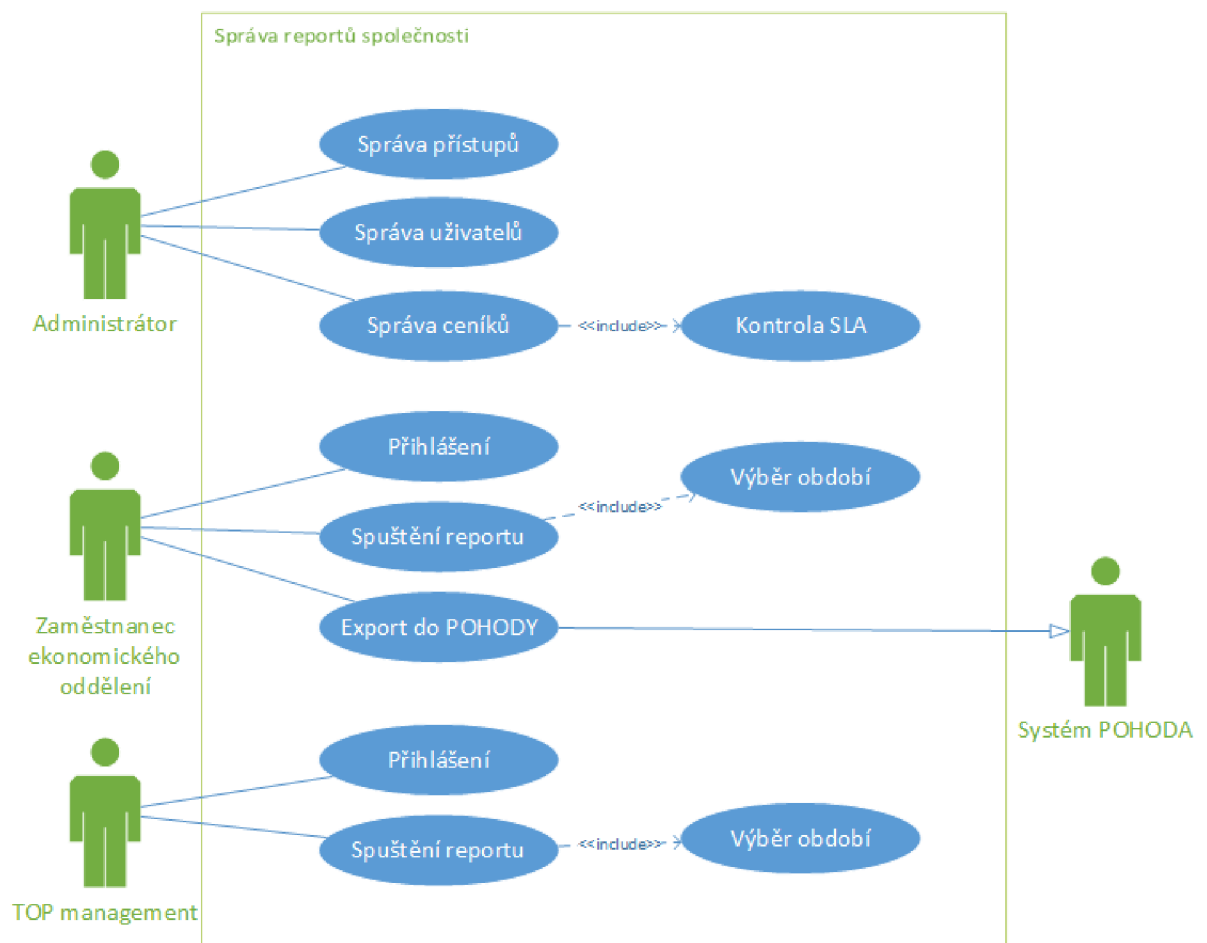 Správa reportů společnosti
Správa přístupů
Správa uživatelů
Administrátor
Správa ceníků
<<include>>
Kontrola SLA
Přihlášení
Výběr období
<<include>>
Spuštění reportu
Export do POHODY
Zaměstnanec
ekonomického
oddělení
Systém POHODA
Přihlášení
Spuštění reportu
<<include>>
Výběr období
TOP management